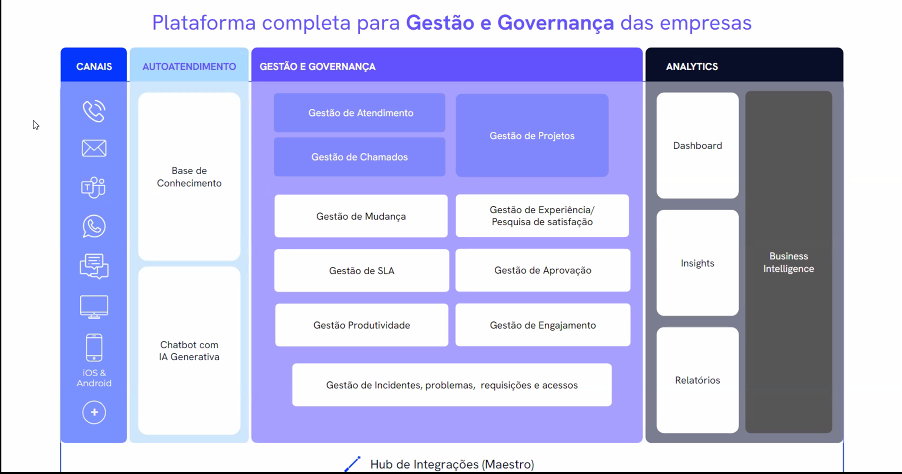 Plataforma completa para Gestão e Governança das empresas
CANAIS
AUTOATENDIMENTO
GESTÃO E GOVERNANÇA
ANALYTICS
iOS &
Android
Base de
Conhecimento
Chatbot com
IA Generativa
Gestão de Atendimento
Gestão de Chamados
Gestão de Projetos
Gestão de Mudança
Gestão de Experiência/
Pesquisa de satisfação
Gestão de SLA
Gestão de Aprovação
Gestão Produtividade
Gestão de Engajamento
Gestão de Incidentes, problemas, requisições e acessos
Dashboard
Insights
Relatórios
Business
Intelligence
Hub de Integrações (Maestro)